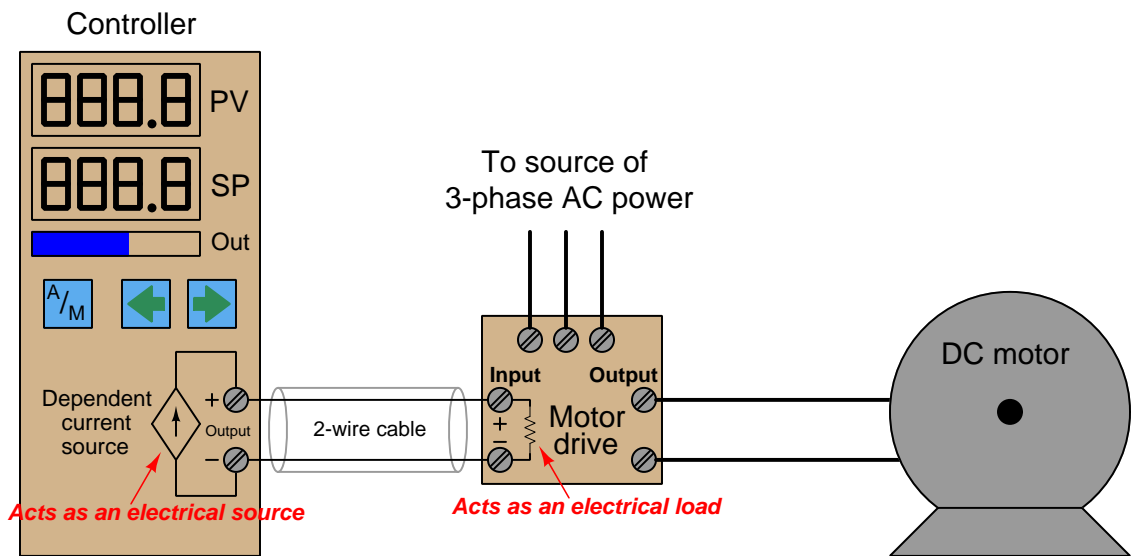 Controller
888.8 PV
888.8 SP
Out
A/M
Dependent
current
source
+
Output
−
Acts as an electrical source
2-wire cable
To source of
3-phase AC power
Input
Output
+
−
Motor
drive
Acts as an electrical load
DC motor